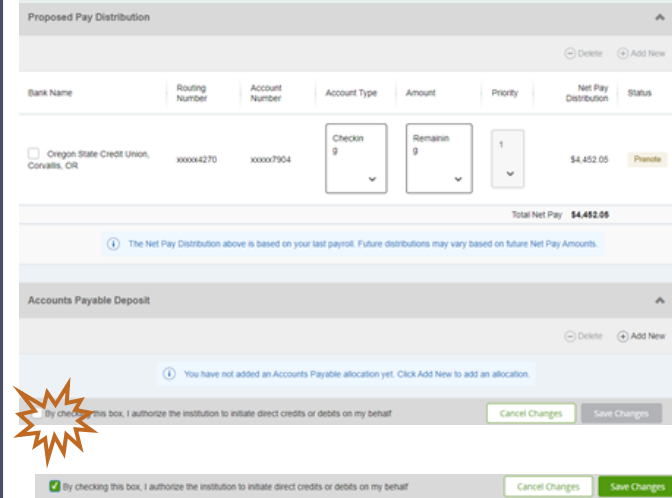 Proposed Pay Distribution
Delete Add New
Bank Name Routing Number Account Number Account Type Amount Priority Net Pay Distribution Status
Oregon State Credit Union, Corvallis, OR xxxxx4270 xxxxx7904 Checkin g Remainin g 1 $4,452.05 Prenote
Total Net Pay $4,452.05
The Net Pay Distribution above is based on your last payroll. Future distributions may vary based on future Net Pay Amounts.
Accounts Payable Deposit
Delete Add New
You have not added an Accounts Payable allocation yet. Click Add New to add an allocation.
By checking this box, I authorize the institution to initiate direct credits or debits on my behalf Cancel Changes Save Changes
By checking this box, I authorize the institution to initiate direct credits or debits on my behalf Cancel Changes Save Changes